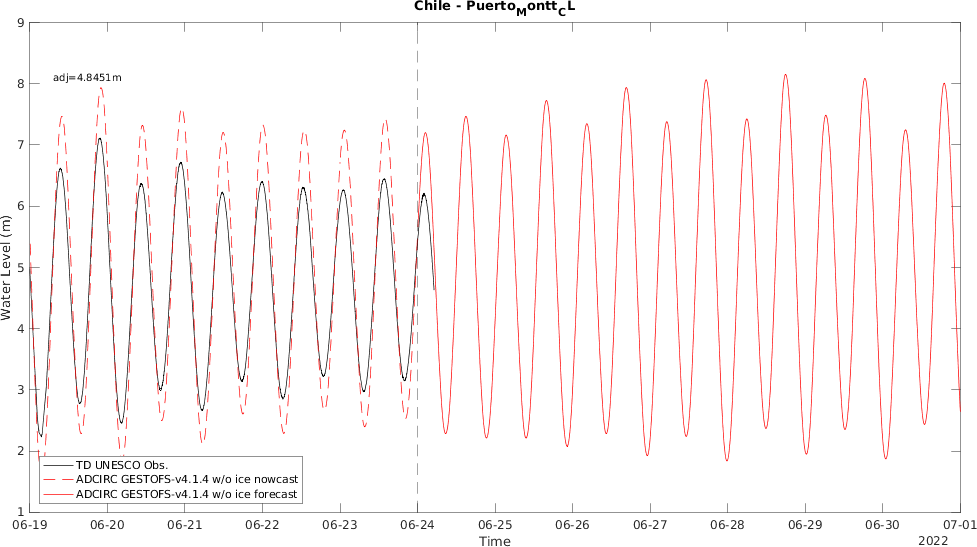 Chile - PuertoMonttCL
adj=4.8451m
9
8
7
6
5
4
3
2
1
Water Level (m)
TD UNESCO Obs.
ADCIRC GESTOFS-v4.1.4 w/o ice nowcast
ADCIRC GESTOFS-v4.1.4 w/o ice forecast
06-19 06-20 06-21 06-22 06-23 06-24 06-25 06-26 06-27 06-28 06-29 06-30 07-01
Time
2022